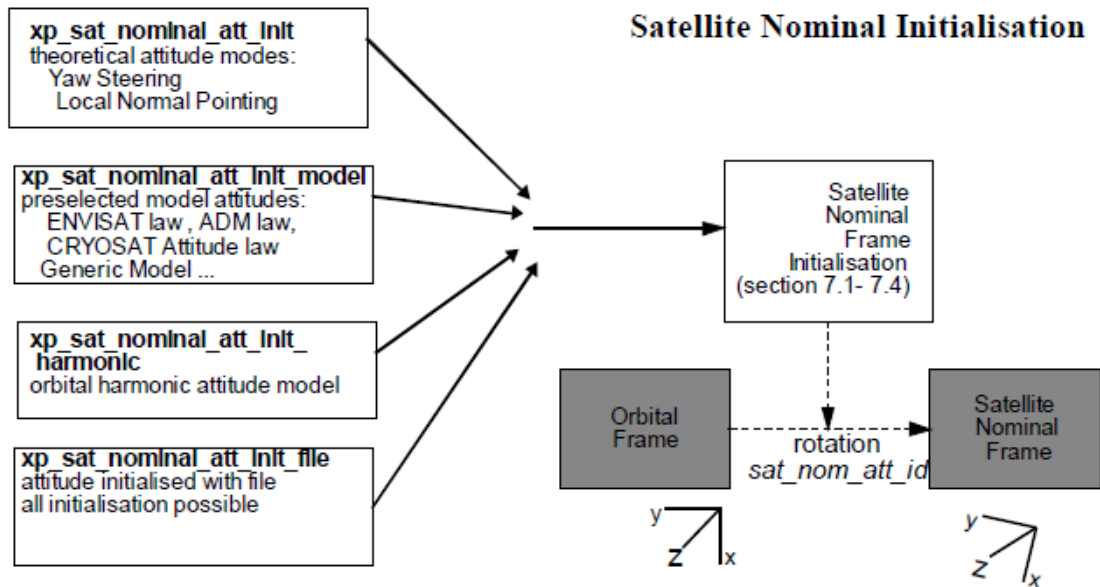 Satellite Nominal Initialisation
xp_sat_nominal_att_init
theoretical attitude modes:
Yaw Steering
Local Normal Pointing
xp_sat_nominal_att_init_model
preselected model attitudes:
ENVISAT law , ADM law,
CRYOSAT Attitude law
Generic Model ...
xp_sat_nominal_att_init_
harmonic
orbital harmonic attitude model
xp_sat_nominal_att_init_file
attitude initialised with file
all initialisation possible
Satellite
Nominal
Frame
Initialisation
(section 7.1- 7.4)
Orbital
Frame
rotation
sat_nom_att_id
Satellite
Nominal
Frame
y
z
x
y
z
x